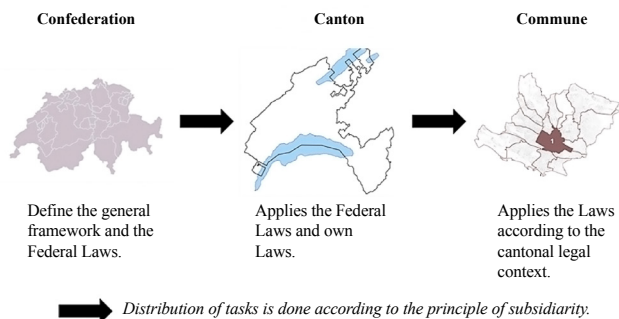 Confederation
Canton
Commune
1
Define the general
framework and the
Federal Laws.
Applies the Federal
Laws and own
Laws.
Applies the Laws
according to the
cantonal legal
context.
Distribution of tasks is done according to the principle of subsidiarity.